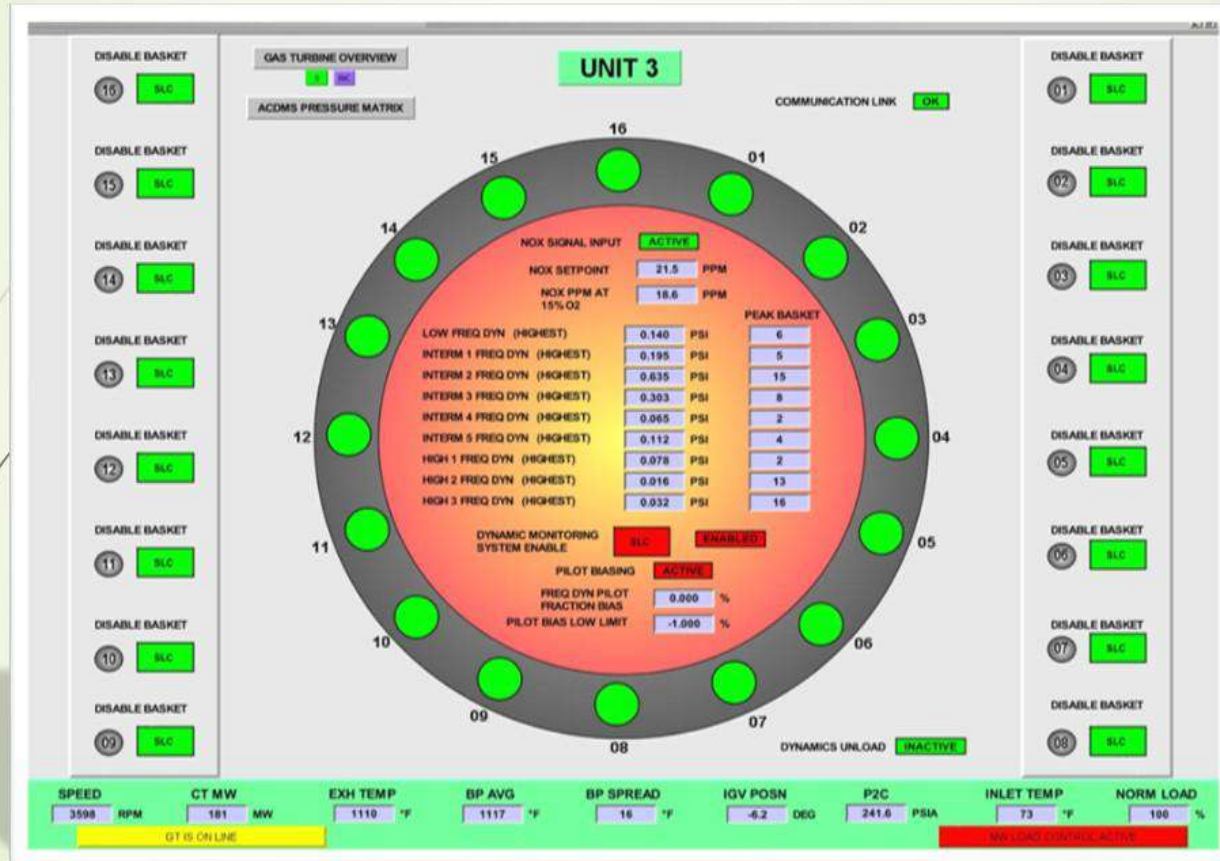 UNIT 3
GAS TURBINE OVERVIEW
ACDMS PRESSURE MATRIX
COMMUNICATION LINK OK
DISABLE BASKET
16 SLC
DISABLE BASKET
15 SLC
DISABLE BASKET
14 SLC
DISABLE BASKET
13 SLC
DISABLE BASKET
12 SLC
DISABLE BASKET
11 SLC
DISABLE BASKET
10 SLC
DISABLE BASKET
09 SLC
16
15
01
14
02
13
03
12
04
11
05
10
06
09
07
08
NOX SIGNAL INPUT ACTIVE
NOX SETPOINT 21.5 PPM
NOX PPM AT
15% O2 18.6 PPM
PEAK BASKET
LOW FREQ DYN (HIGHEST) 0.140 PSI 6
INTERM 1 FREQ DYN (HIGHEST) 0.195 PSI 5
INTERM 2 FREQ DYN (HIGHEST) 0.635 PSI 15
INTERM 3 FREQ DYN (HIGHEST) 0.303 PSI 8
INTERM 4 FREQ DYN (HIGHEST) 0.065 PSI 2
INTERM 5 FREQ DYN (HIGHEST) 0.112 PSI 4
HIGH 1 FREQ DYN (HIGHEST) 0.078 PSI 2
HIGH 2 FREQ DYN (HIGHEST) 0.016 PSI 13
HIGH 3 FREQ DYN (HIGHEST) 0.032 PSI 16
DYNAMIC MONITORING
SYSTEM ENABLE SLC ENABLED
PILOT BIASING ACTIVE
FREQ DYN PILOT
FRACTION BIAS 0.000 %
PILOT BIAS LOW LIMIT -1.000 %
DYNAMICS UNLOAD INACTIVE
DISABLE BASKET
01 SLC
DISABLE BASKET
02 SLC
DISABLE BASKET
03 SLC
DISABLE BASKET
04 SLC
DISABLE BASKET
05 SLC
DISABLE BASKET
06 SLC
DISABLE BASKET
07 SLC
DISABLE BASKET
08 SLC
SPEED CT MW EXH TEMP BP AVG BP SPREAD IGV POSN P2C INLET TEMP NORM LOAD
3598 RPM 181 MW 1110 °F 1117 °F 16 °F -6.2 DEG 241.6 PSIA 73 °F 100 %
GT IS ON LINE MW LOAD CONTROL ACTIVE